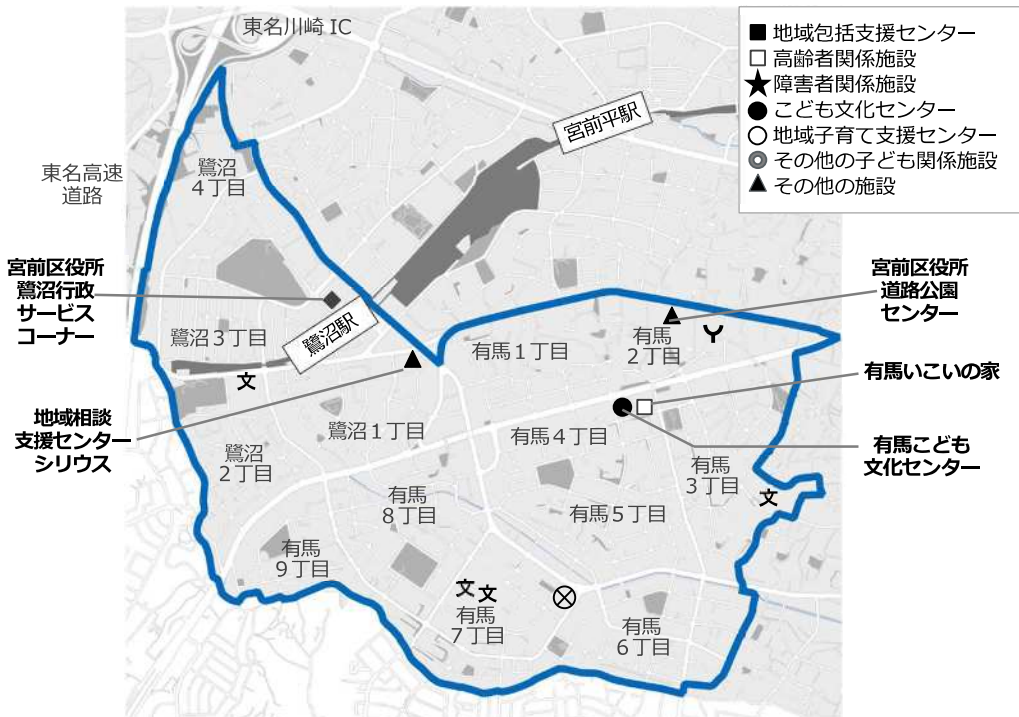 東名川崎 IC
■ 地域包括支援センター
□ 高齢者関係施設
★ 障害者関係施設
● こども文化センター
○ 地域子育て支援センター
◎ その他の子ども関係施設
▲ その他の施設
宮前平駅
東名高速
道路
鷺沼
4丁目
宮前区役所
鷺沼行政
サービス
コーナー
宮前区役所
道路公園
センター
鷺沼3丁目
鷺沼駅
有馬1丁目
有馬
2丁目
文
有馬いこいの家
地域相談
支援センター
シリウス
鷺沼1丁目
有馬4丁目
有馬こども
文化センター
鷺沼
2丁目
有馬
3丁目
文
有馬
8丁目
有馬5丁目
有馬
9丁目
文 文
有馬
7丁目
有馬
6丁目